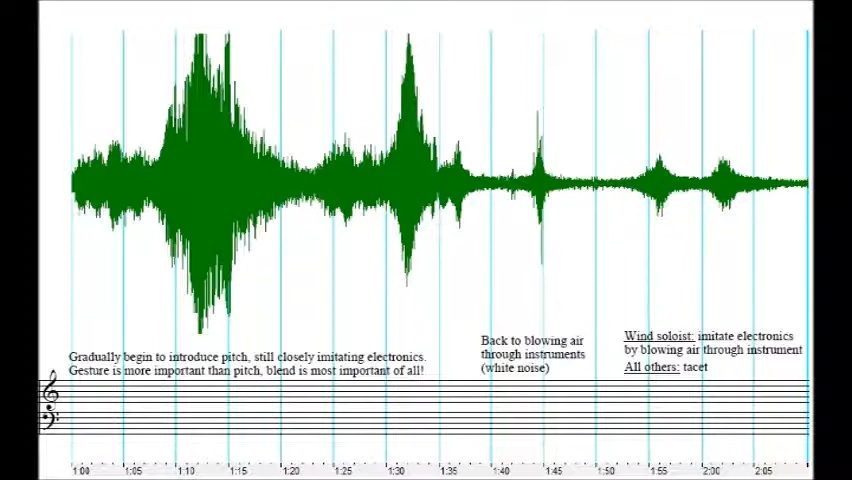 Gradually begin to introduce pitch, still closely imitating electronics.
Gesture is more important than pitch, blend is most important of all!
Back to blowing air
through instruments
(white noise)
Wind soloist: imitate electronics
by blowing air through instrument
All others: tacet
1:00 1:05 1:10 1:15 1:20 1:25 1:30 1:35 1:40 1:45 1:50 1:55 2:00 2:05